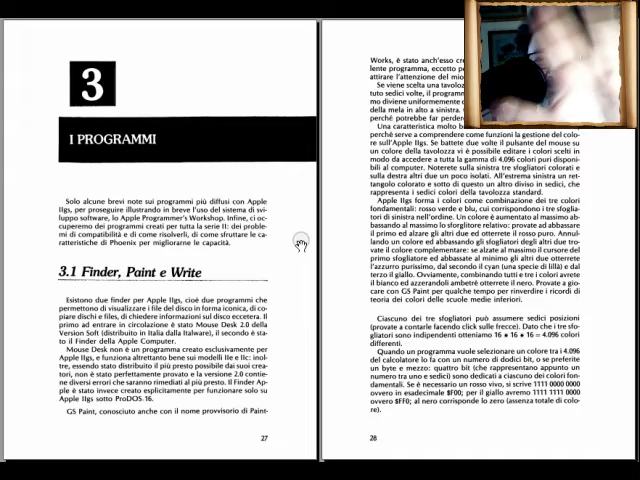 3
I PROGRAMMI
Solo alcune brevi note sui programmi più diffusi con Apple
IIgs, per proseguire illustrando in breve l'uso del sistema di svi-
luppo software, lo Apple Programmer's Workshop. Infine, ci oc-
cuperemo dei programmi creati per tutta la serie II: dei proble-
mi di compatibilità e di come risolverli, di come sfruttare le ca-
ratteristiche di Phoenix per migliorarne le capacità.
3.1 Finder, Paint e Write
Esistono due finder per Apple IIgs, cioè due programmi che
permettono di visualizzare i file del disco in forma iconica, di co-
piare dischi e files, di chiedere informazioni sul disco eccetera. Il
primo ad entrare in circolazione è stato Mouse Desk 2.0 della
Version Soft (distribuito in Italia dalla Italware), il secondo è sta-
to il Finder della Apple Computer.
Mouse Desk non è un programma creato esclusivamente per
Apple IIgs, e funziona altrettanto bene sui modelli IIe e IIc: inol-
tre, essendo stato distribuito il più presto possibile dai suoi crea-
tori, non è stato perfettamente provato e la versione 2.0 contie-
ne diversi errori che saranno rimediati al più presto. Il Finder Ap-
ple è stato invece creato esplicitamente per funzionare solo su
Apple IIgs sotto ProDOS 16.
GS Paint, conosciuto anche con il nome provvisorio di Paint-
27
Works, è stato anch'esso
lente programma, eccetto
attirare l'attenzione del
Se viene scelta una
tuto sedici volte, il
mo diviene uniformemente
della mela in alto a sinistra.
perché potrebbe far
Una caratteristica molto
perché serve a comprendere come funzioni la gestione del colo-
re sull'Apple IIgs. Se battete due volte il pulsante del mouse su
un colore della tavolozza vi è possibile editare i colori scelti in
modo da accedere a tutta la gamma di 4.096 colori puri disponi-
bili al computer. Noterete sulla sinistra tre sfogliatori colorati e
sulla destra altri due un poco isolati. All'estrema sinistra un ret-
tangolo colorato e sotto di questo un altro diviso in sedici, che
rappresenta i sedici colori della tavolozza standard.
Apple IIgs forma i colori come combinazione dei tre colori
fondamentali: rosso verde e blu, cui corrispondono i tre sfoglia-
tori di sinistra nell'ordine. Un colore è aumentato al massimo ab-
bassando al massimo lo sfogliatore relativo: provate ad abbassare
il primo ed alzare gli altri due ed otterrete il rosso puro. Annul-
lando un colore ed abbassando gli sfogliatori degli altri due tro-
vate il colore complementare: se alzate al massimo il cursore del
primo sfogliatore ed abbassate al minimo gli altri due otterrete
l'azzurro purissimo, dal secondo il cyan (una specie di lillà) e dal
terzo il giallo. Ovviamente, combinando tutti e tre i colori avrete
il bianco ed azzerandoli ambetrè otterrete il nero. Provate a gio-
care con GS Paint per qualche tempo per rinverdire i ricordi di
teoria dei colori delle scuole medie inferiori.
Ciascuno dei tre sfogliatori può assumere sedici posizioni
(provate a contarle facendo click sulle frecce). Dato che i tre sfo-
gliatori sono indipendenti otteniamo 16 * 16 * 16 = 4.096 colori
differenti.
Quando un programma vuole selezionare un colore tra i 4.096
del calcolatore lo fa con un numero di dodici bit, o se preferite
un byte e mezzo: quattro bit (che rappresentano appunto un
numero tra uno e sedici) sono dedicati a ciascuno dei colori fon-
damentali. Se è necessario un rosso vivo, si scrive 1111 0000 0000
ovvero in esadecimale $F00; per il giallo avremo 1111 1111 0000
ovvero $FF0; al nero corrisponde lo zero (assenza totale di colo-
re).
28